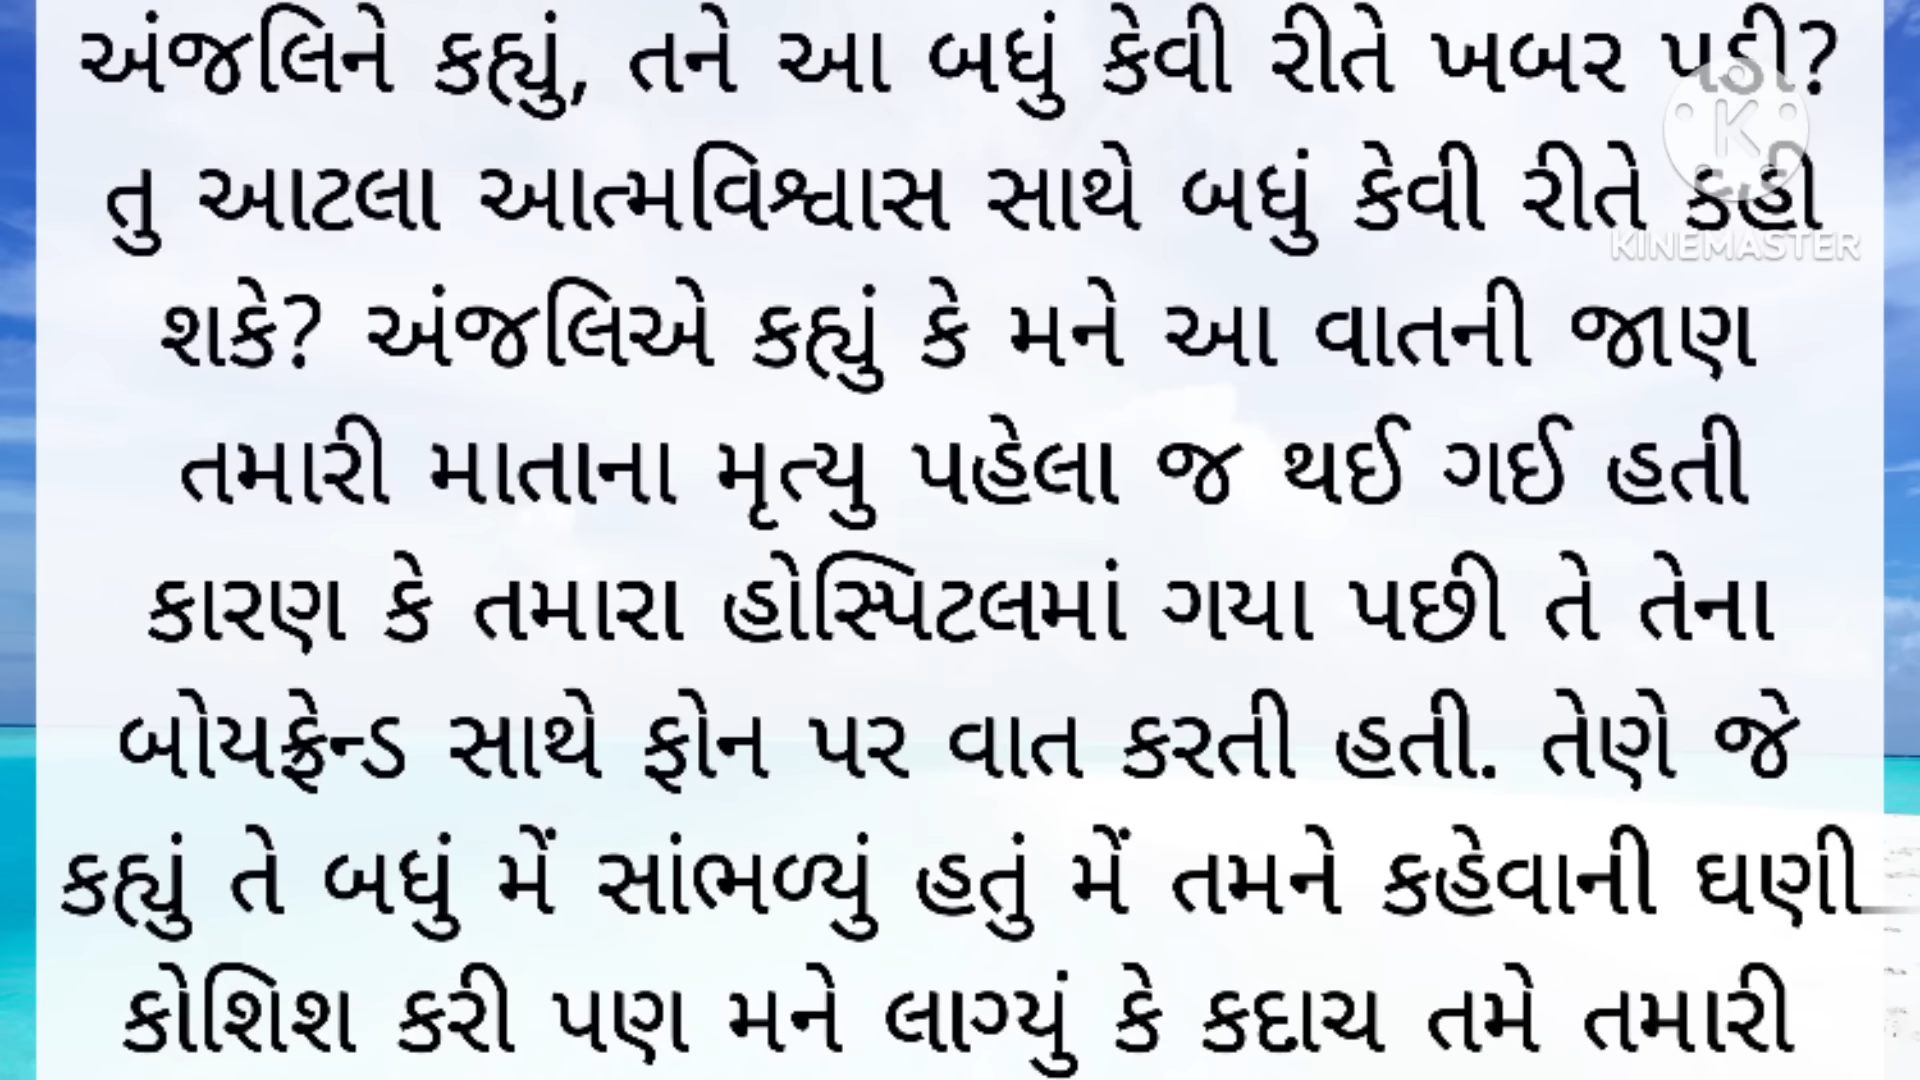 અંજલિને કહ્યું, તને આ બધું કેવી રીતે ખબર પડી?
તુ આટલા આત્મવિશ્વાસ સાથે બધું કેવી રીતે કહી
શકે? અંજલિએ કહ્યું કે મને આ વાતની જાણ
તમારી માતાના મૃત્યુ પહેલા જ થઈ ગઈ હતી
કારણ કે તમારા હોસ્પિટલમાં ગયા પછી તે તેના
બોયફ્રેન્ડ સાથે ફોન પર વાત કરતી હતી. તેણે જે
કહ્યું તે બધું મેં સાંભળ્યું હતું મેં તમને કહેવાની ઘણી
કોશિશ કરી પણ મને લાગ્યું કે કદાચ તમે તમારી
K
KINEMASTER